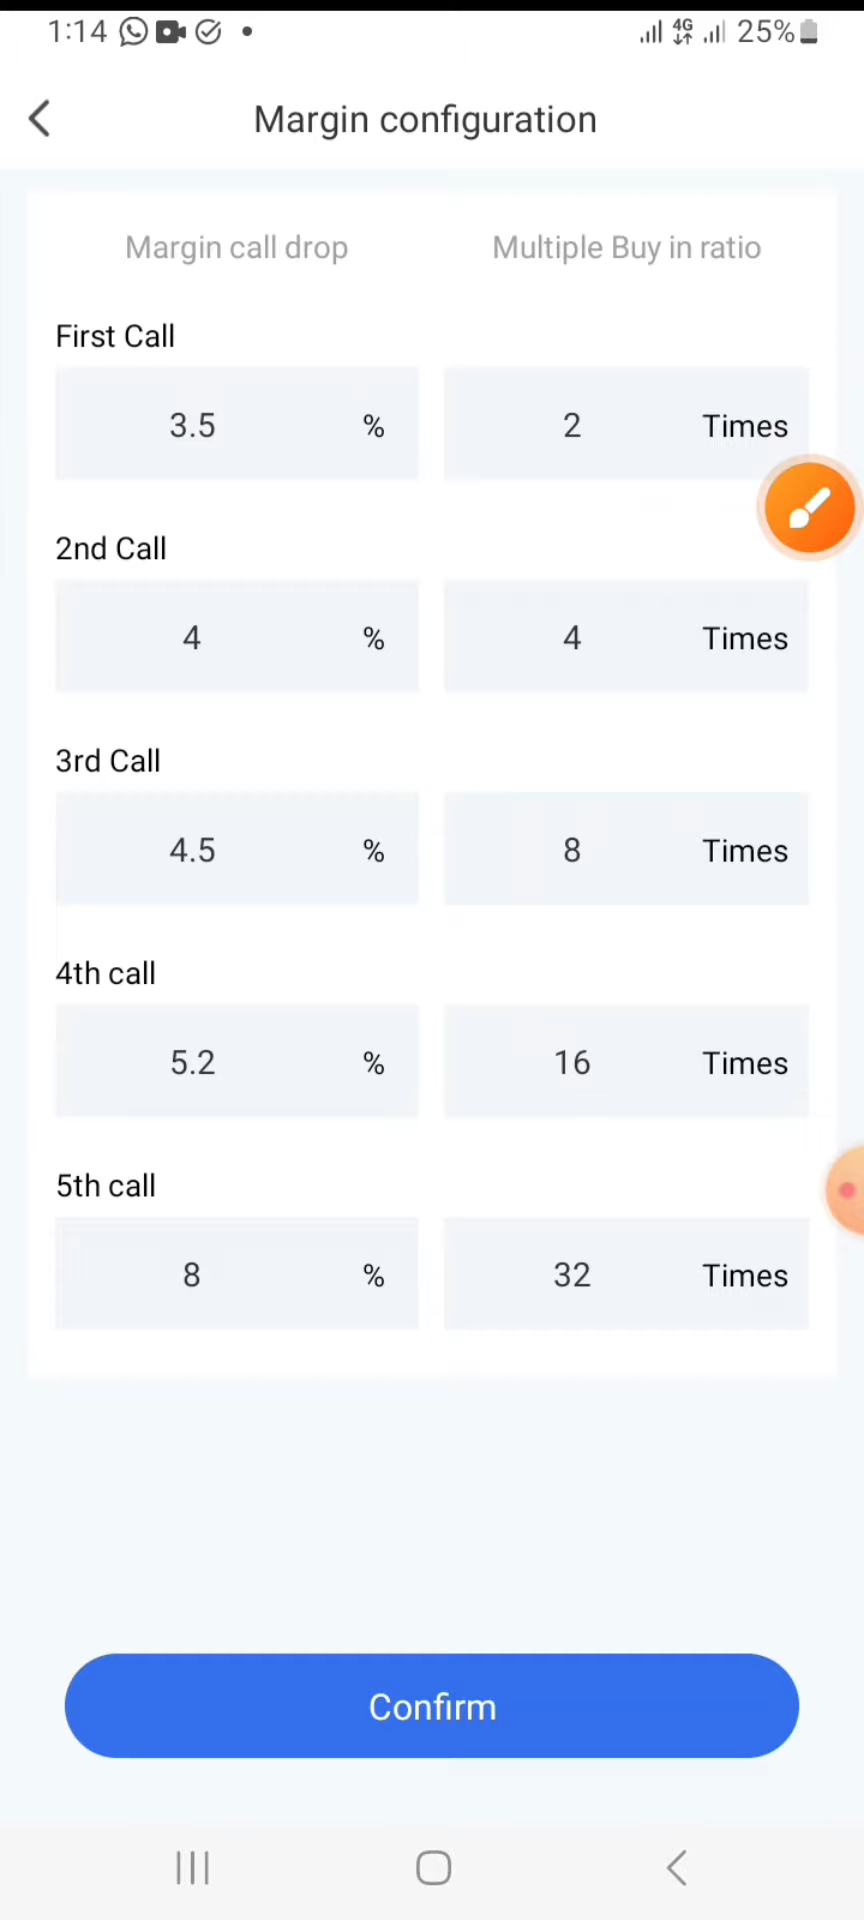 1:14 4G 25%
Margin configuration
Margin call drop Multiple Buy in ratio
First Call
3.5 % 2 Times
2nd Call
4 % 4 Times
3rd Call
4.5 % 8 Times
4th call
5.2 % 16 Times
5th call
8 % 32 Times
Confirm